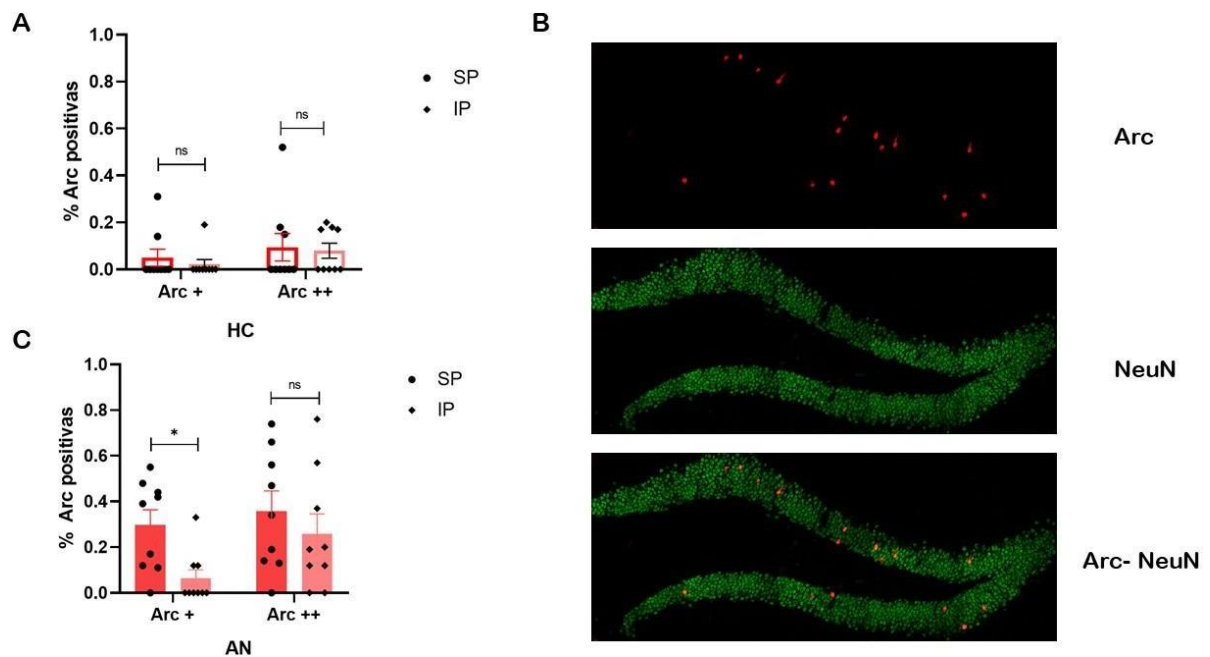 A
% Arc positivas
1.0
0.8
0.6
0.4
0.2
0.0
ns
ns
Arc +
Arc ++
HC
SP
IP
B
Arc
NeuN
Arc- NeuN
C
% Arc positivas
1.0
0.8
0.6
0.4
0.2
0.0
*
ns
Arc +
Arc ++
AN
SP
IP